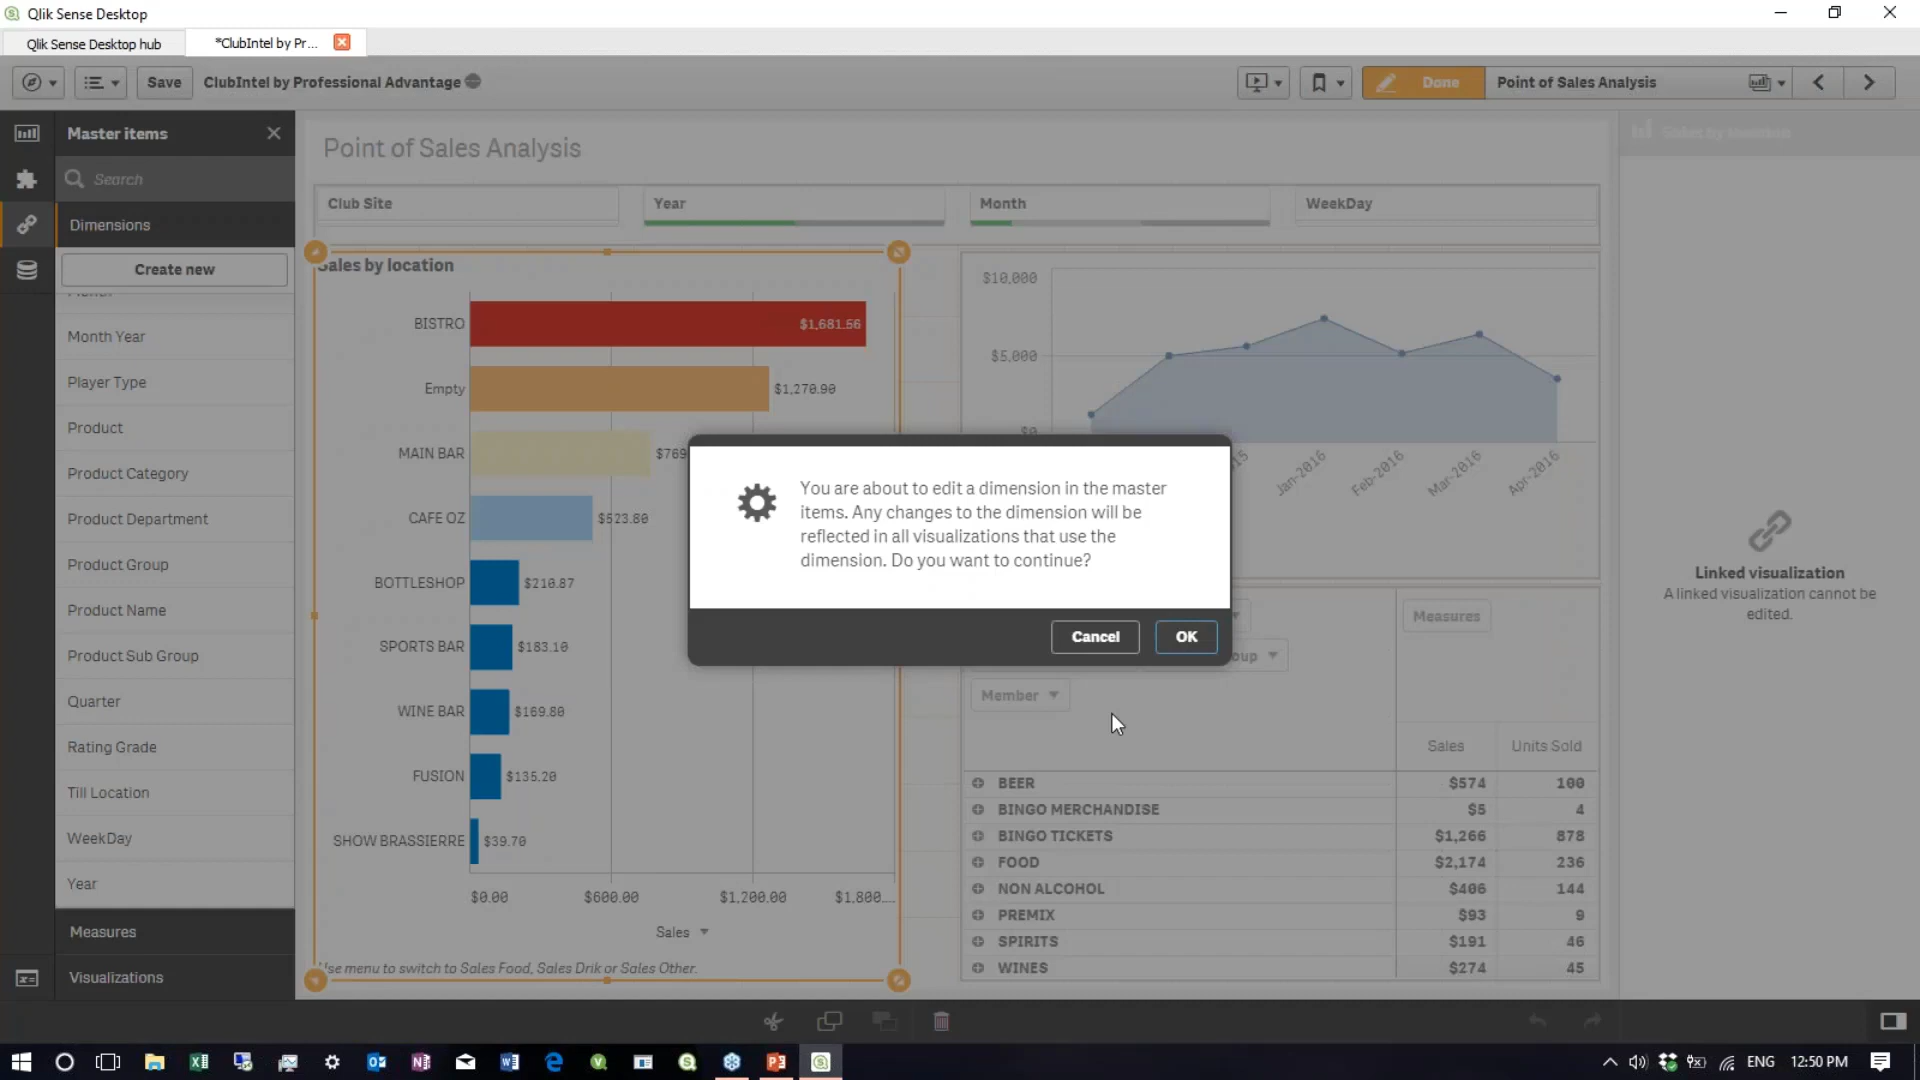 Qlik Sense Desktop
Qlik Sense Desktop hub
*ClubIntel by Pr...
Save
ClubIntel by Professional Advantage
Done
Point of Sales Analysis
Master items
Search
Dimensions
Create new
Month Year
Player Type
Product
Product Category
Product Department
Product Group
Product Name
Product Sub Group
Quarter
Rating Grade
Till Location
WeekDay
Year
Measures
Visualizations
Point of Sales Analysis
Club Site
Year
Month
WeekDay
Sales by location
BISTRO
$1,681.56
Empty
$1,270.90
MAIN BAR
$769
CAFE OZ
$523.80
BOTTLESHOP
$210.87
SPORTS BAR
$183.10
WINE BAR
$169.80
FUSION
$135.20
SHOW BRASSIERRE
$39.70
$0.00
$600.00
$1,200.00
$1,800....
Sales
Use menu to switch to Sales Food, Sales Drik or Sales Other.
$10,000
$5,000
$0
15
Jan-2016
Feb-2016
Mar-2016
Apr-2016
You are about to edit a dimension in the master
items. Any changes to the dimension will be
reflected in all visualizations that use the
dimension. Do you want to continue?
Cancel
OK
oup
Member
Measures
Sales
Units Sold
BEER $574 100
BINGO MERCHANDISE $5 4
BINGO TICKETS $1,266 878
FOOD $2,174 236
NON ALCOHOL $406 144
PREMIX $93 9
SPIRITS $191 46
WINES $274 45
Sales by location
Linked visualization
A linked visualization cannot be
edited.
ENG
12:50 PM